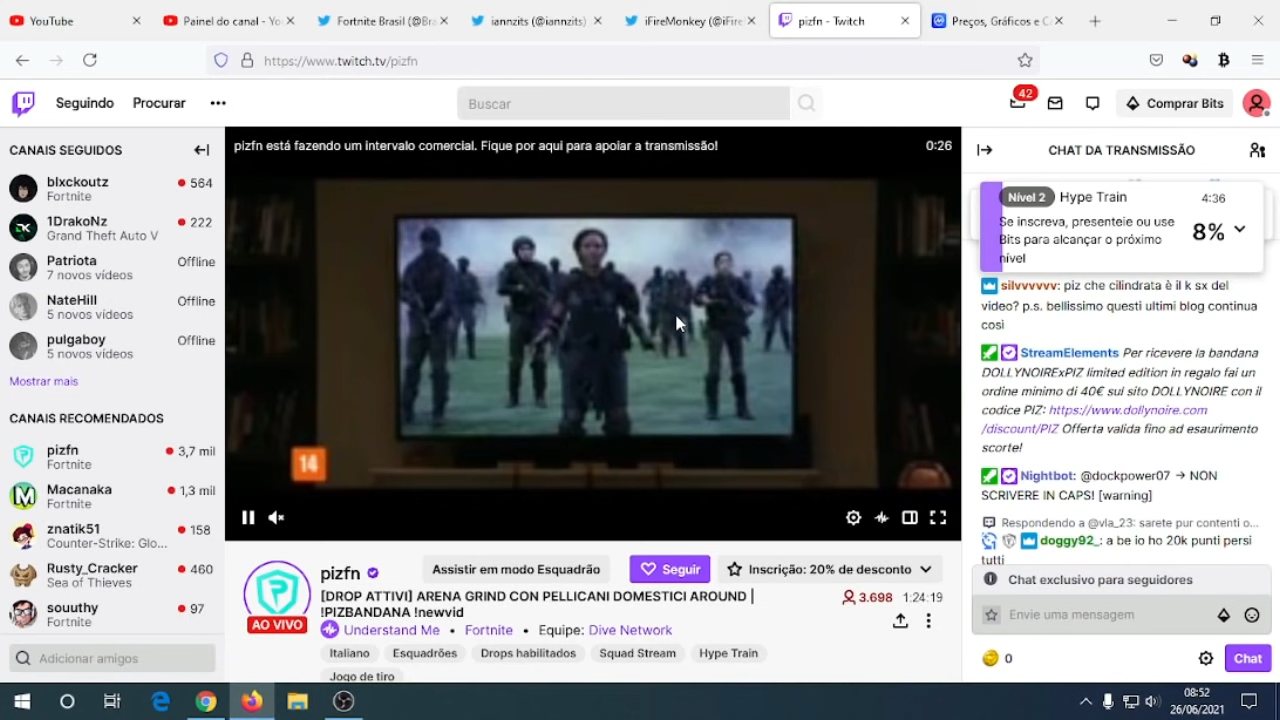 YouTube
Painel do canal - Yo
Fortnite Brasil (@Bra
iannzits (@iannzits)
iFireMonkey (@iFire
pizfn - Twitch
Preços, Gráficos e C
https://www.twitch.tv/pizfn
Seguindo
Procurar
Buscar
42
Comprar Bits
CANAIS SEGUIDOS
blxckoutz
564
Fortnite
1DrakoNz
222
Grand Theft Auto V
Patriota
Offline
7 novos vídeos
NateHill
Offline
5 novos vídeos
pulgaboy
Offline
5 novos vídeos
Mostrar mais
CANAIS RECOMENDADOS
pizfn
3,7 mil
Fortnite
Macanaka
1,3 mil
Fortnite
znatik51
158
Counter-Strike: Glo...
Rusty_Cracker
460
Sea of Thieves
souuthy
97
Fortnite
Adicionar amigos
pizfn está fazendo um intervalo comercial. Fique por aqui para apoiar a transmissão!
0:26
14
pizfn
Assistir em modo Esquadrão
Seguir
Inscrição: 20% de desconto
[DROP ATTIVI] ARENA GRIND CON PELLICANI DOMESTICI AROUND |
!PIZBANDANA !newvid
3.698
1:24:19
AO VIVO
Understand Me • Fortnite • Equipe: Dive Network
Italiano
Esquadrões
Drops habilitados
Squad Stream
Hype Train
Jogo de tiro
CHAT DA TRANSMISSÃO
Nível 2
Hype Train
4:36
Se inscreva, presenteie ou use
Bits para alcançar o próximo
nível
8%
silvvvvvv: piz che cilindrata è il k sx del
video? p.s. bellissimo questi ultimi blog continua
cosi
StreamElements Per ricevere la bandana
DOLLYNOIRExPIZ limited edition in regalo fai un
ordine minimo di 40€ sul sito DOLLYNOIRE con il
codice PIZ: https://www.dollynoire.com
/discount/PIZ Offerta valida fino ad esaurimento
scorte!
Nightbot: @dockpower07 → NON
SCRIVERE IN CAPS! [warning]
Respondendo a @vla_23: sarete pur contenti o...
doggy92_: a be io ho 20k punti persi
tutti
Chat exclusivo para seguidores
Envie uma mensagem
0
Chat
08:52
26/06/2021